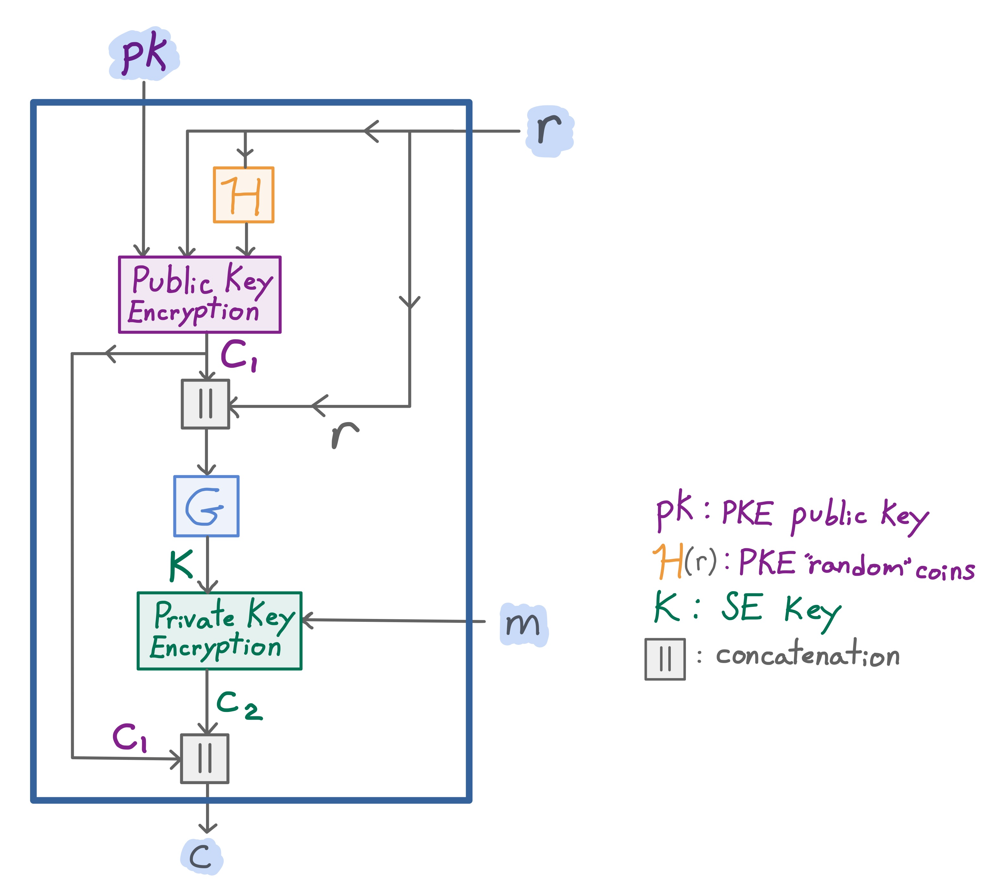 pk
r
H
Public Key
Encryption
C1
||
r
G
K
Private Key
Encryption
m
C2
C1
||
C
pk : PKE public key
H(r) : PKE "random" coins
K : SE Key
|| : concatenation